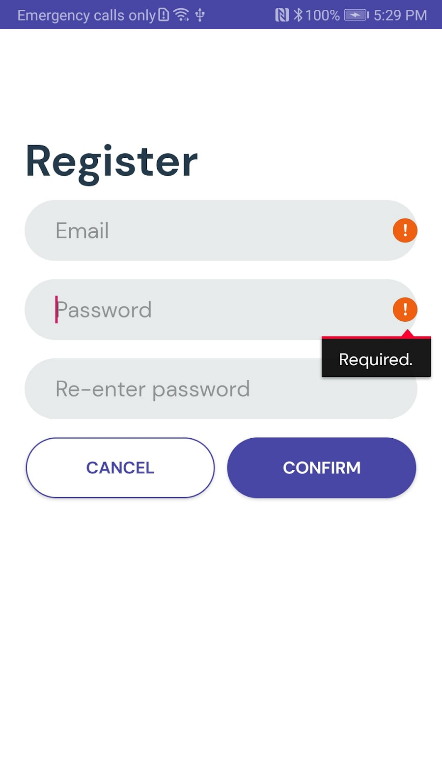 Emergency calls only 100% 5:29 PM
Register
Email
!
Password
!
Required.
Re-enter password
CANCEL CONFIRM